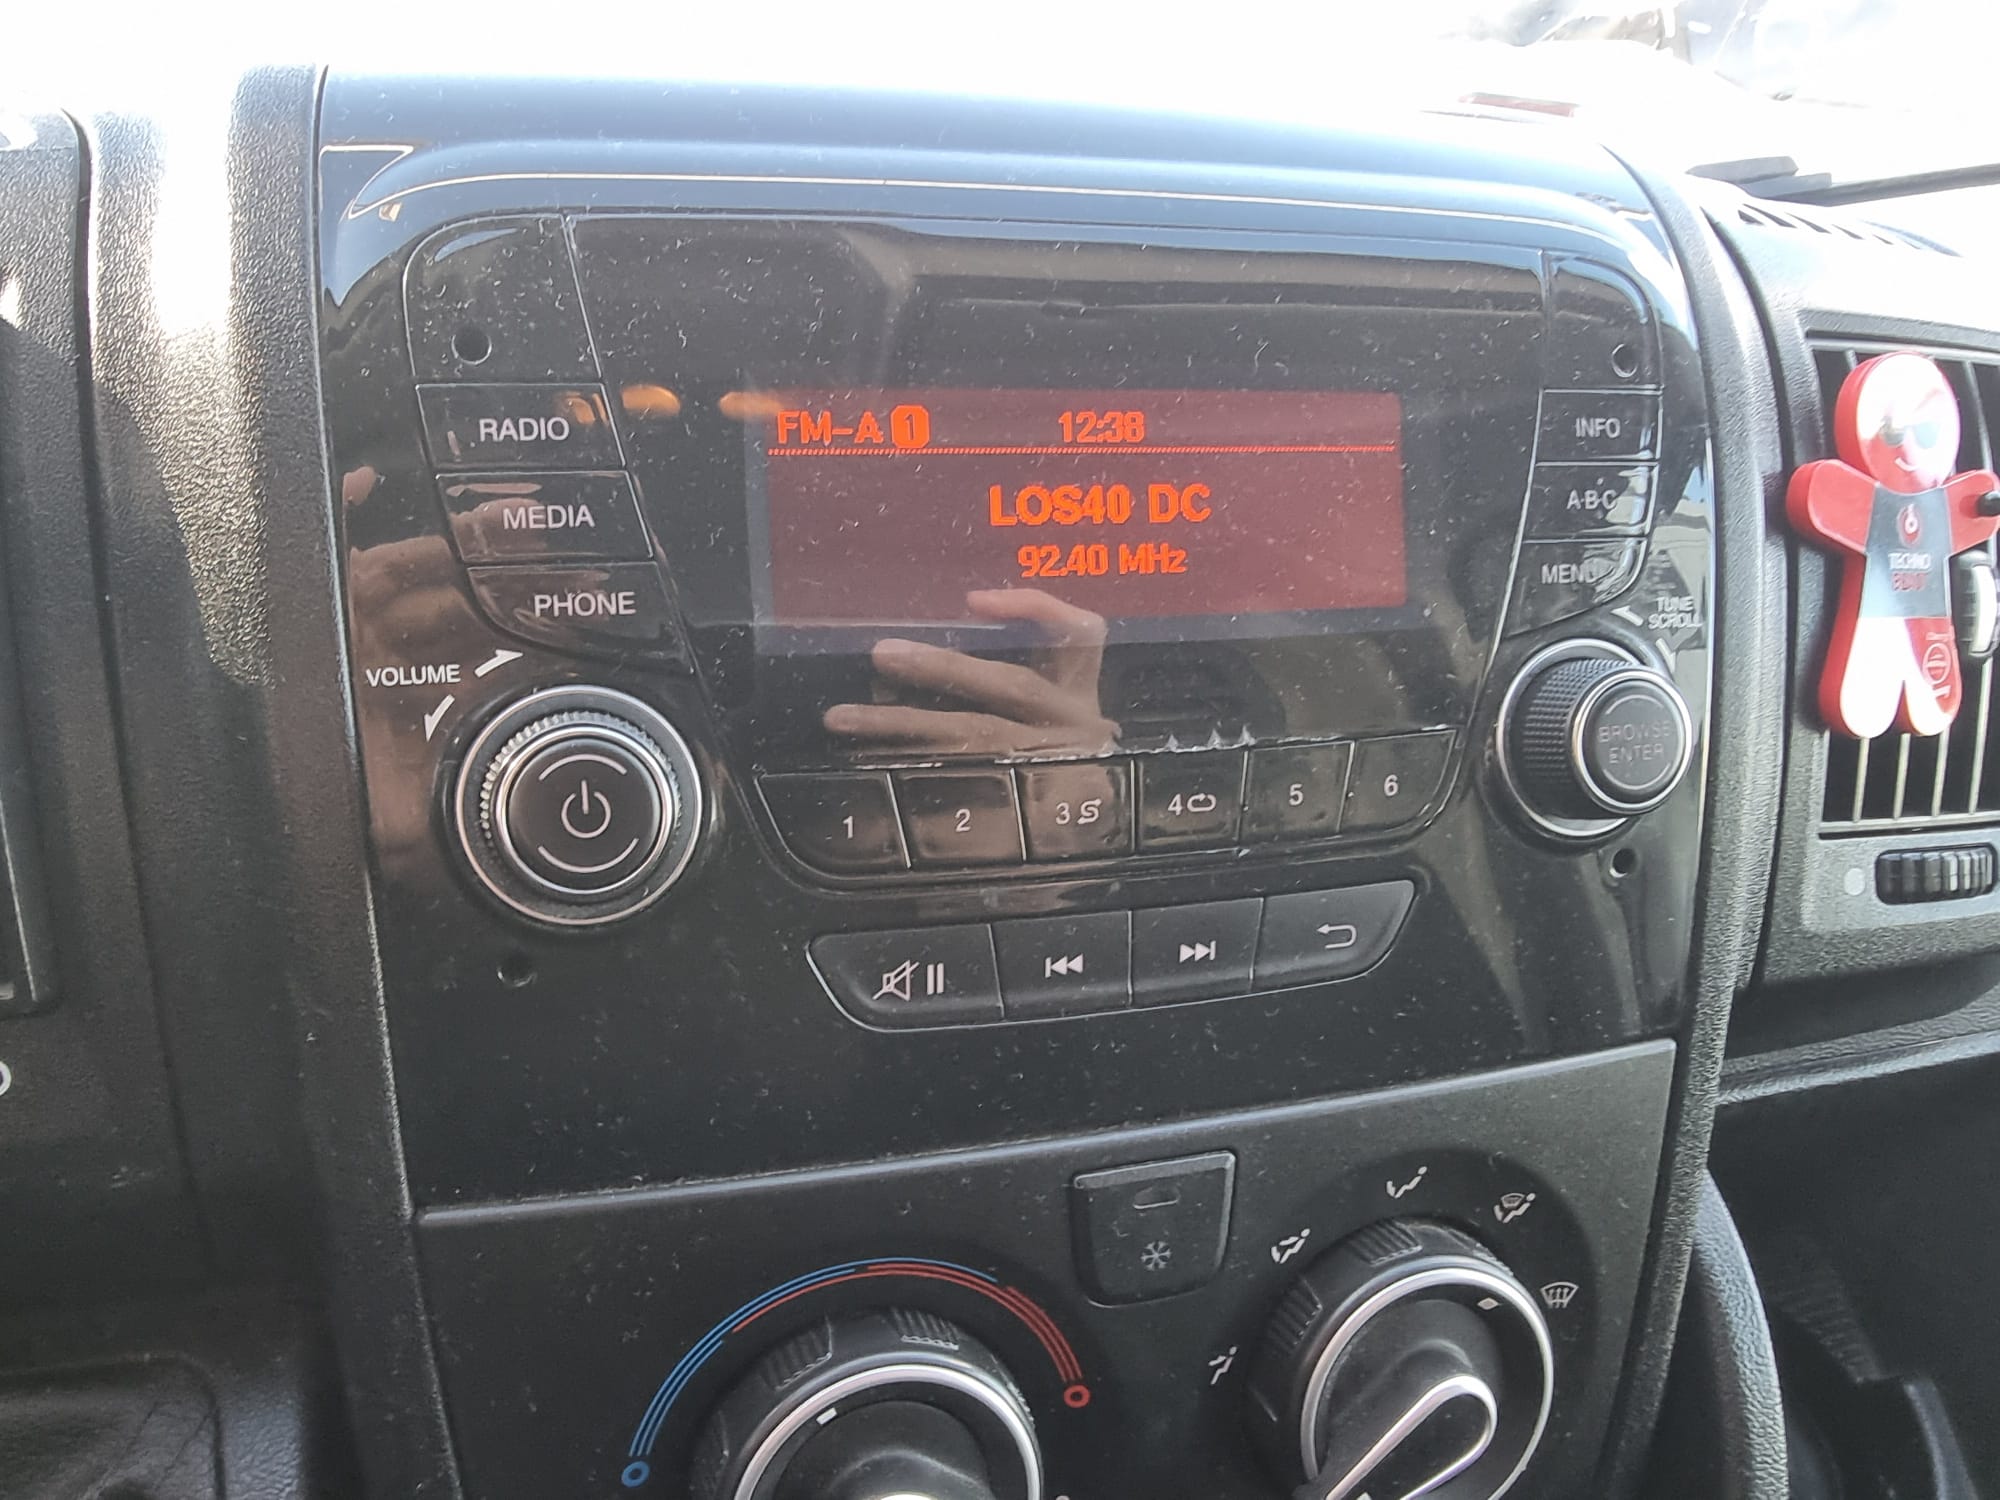 FM-A 1 12:38
LOS40 DC
92.40 MHz
RADIO
MEDIA
PHONE
VOLUME
INFO
A-B-C
MENU
TUNE
SCROLL
BROWSE
ENTER
1 2 3 4 5 6
TECHNO